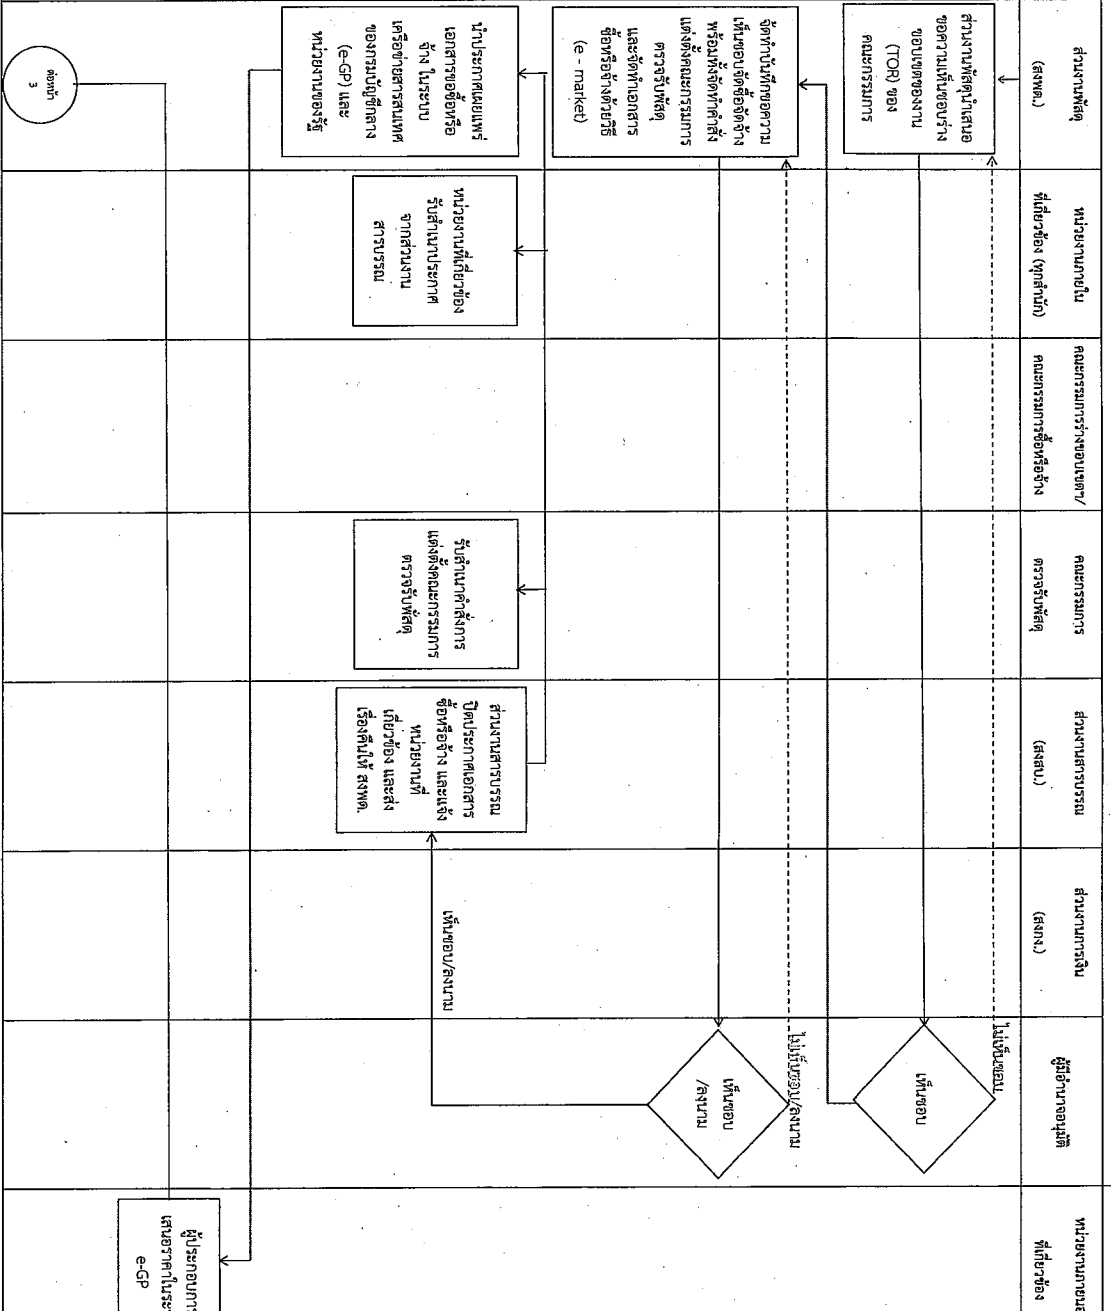 ส่วนงานพัสดุ
(สงพด.)
หน่วยงานภายใน
ที่เกี่ยวข้อง (ทุกสำนัก)
คณะกรรมการร่างขอบเขตฯ/
คณะกรรมการซื้อหรือจ้าง
คณะกรรมการ
ตรวจรับพัสดุ
ส่วนงานสารบรรณ
(สงสบ.)
ส่วนงานการเงิน
(สงกง.)
ผู้มีอำนาจอนุมัติ
หน่วยงานภายนอ
ที่เกี่ยวข้อง
ส่วนงานพัสดุนำเสนอ
ขอความเห็นชอบร่าง
ขอบเขตของงาน
(TOR) ของ
คณะกรรมการ
ไม่เห็นชอบ
เห็นชอบ
จัดทำบันทึกขอความ
เห็นชอบจัดซื้อจัดจ้าง
พร้อมทั้งจัดทำคำสั่ง
แต่งตั้งคณะกรรมการ
ตรวจรับพัสดุ
และจัดทำเอกสาร
ซื้อหรือจ้างด้วยวิธี
(e - market)
ไม่เห็นชอบ/ลงนาม
เห็นชอบ
/ลงนาม
เห็นชอบ/ลงนาม
ส่วนงานสารบรรณ
ปิดประกาศเอกสาร
ซื้อหรือจ้าง และแจ้ง
หน่วยงานที่
เกี่ยวข้อง และส่ง
เรื่องคืนให้ สงพด.
รับสำเนาคำสั่งการ
แต่งตั้งคณะกรรมการ
ตรวจรับพัสดุ
หน่วยงานที่เกี่ยวข้อง
รับสำเนาประกาศ
จากส่วนงาน
สารบรรณ
นำประกาศเผยแพร่
เอกสารขอซื้อหรือ
จ้าง ในระบบ
เครือข่ายสารสนเทศ
ของกรมบัญชีกลาง
(e-GP) และ
หน่วยงานของรัฐ
ผู้ประกอบการ
เสนอราคาในระ
e-GP
ต่อหน้า
3